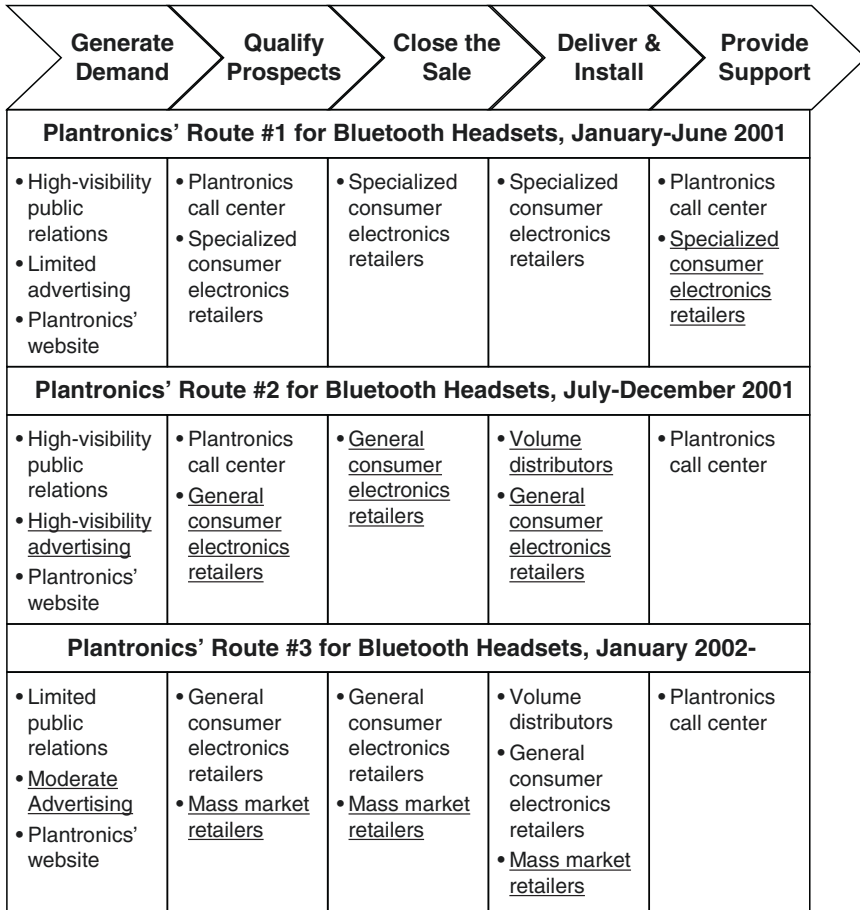 Generate
Demand
Qualify
Prospects
Close the
Sale
Deliver &
Install
Provide
Support
Plantronics' Route #1 for Bluetooth Headsets, January-June 2001
• High-visibility
public
relations
• Limited
advertising
• Plantronics'
website
• Plantronics
call center
• Specialized
consumer
electronics
retailers
• Specialized
consumer
electronics
retailers
• Specialized
consumer
electronics
retailers
• Plantronics
call center
• Specialized
consumer
electronics
retailers
Plantronics' Route #2 for Bluetooth Headsets, July-December 2001
• High-visibility
public
relations
• High-visibility
advertising
• Plantronics'
website
• Plantronics
call center
• General
consumer
electronics
retailers
• General
consumer
electronics
retailers
• Volume
distributors
• General
consumer
electronics
retailers
• Plantronics
call center
Plantronics' Route #3 for Bluetooth Headsets, January 2002-
• Limited
public
relations
• Moderate
Advertising
• Plantronics'
website
• General
consumer
electronics
retailers
• Mass market
retailers
• General
consumer
electronics
retailers
• Mass market
retailers
• Volume
distributors
• General
consumer
electronics
retailers
• Mass market
retailers
• Plantronics
call center